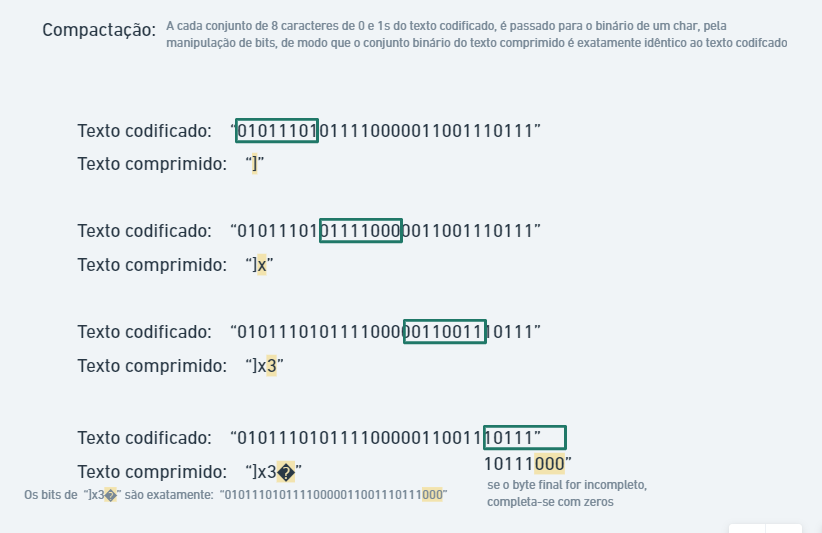 Compactação: A cada conjunto de 8 caracteres de 0 e 1s do texto codificado, é passado para o binário de um char, pela
manipulação de bits, de modo que o conjunto binário do texto comprimido é exatamente idêntico ao texto codifcado
Texto codificado: “01011101011110000011001110111”
Texto comprimido: “]”
Texto codificado: “01011101011110000011001110111”
Texto comprimido: “]x”
Texto codificado: “01011101011110000011001110111”
Texto comprimido: “]x3”
Texto codificado: “01011101011110000011001110111”
10111000”
Texto comprimido: “]x3�”
se o byte final for incompleto,
completa-se com zeros
Os bits de “]x3�” são exatamente: “01011101011110000011001110111000”